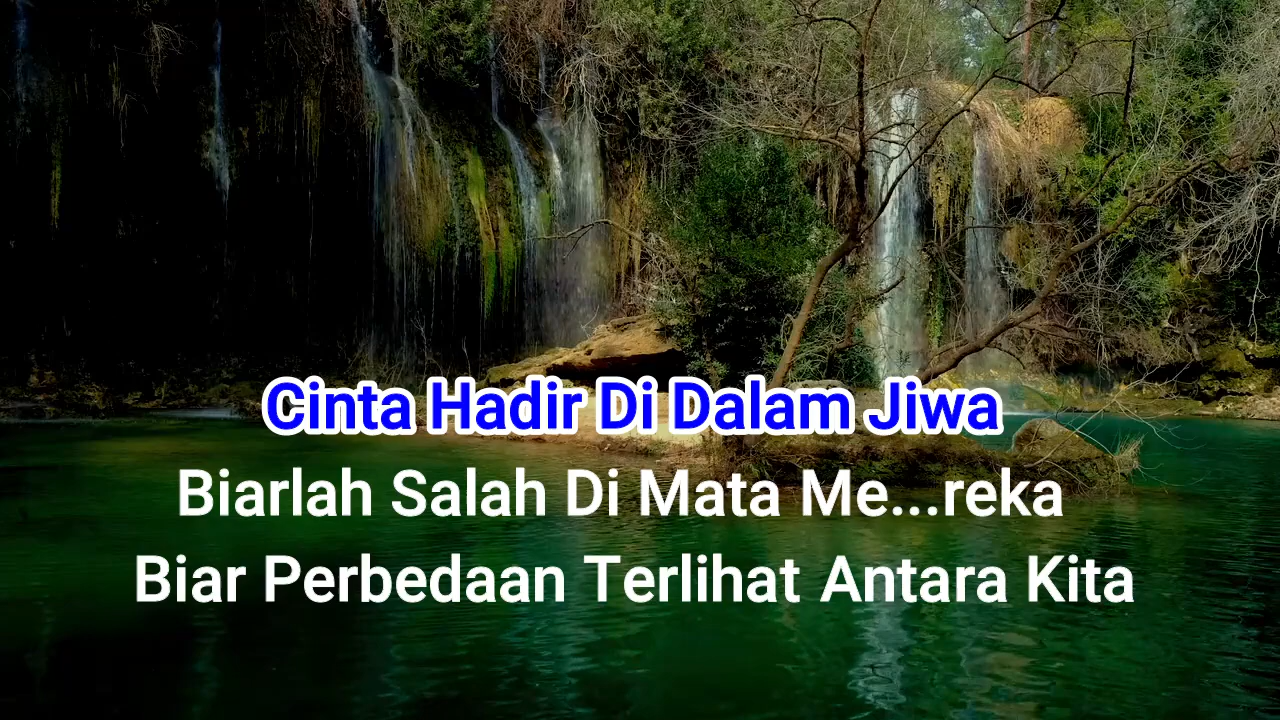 Cinta Hadir Di Dalam Jiwa
Biarlah Salah Di Mata Me...reka
Biar Perbedaan Terlihat Antara Kita